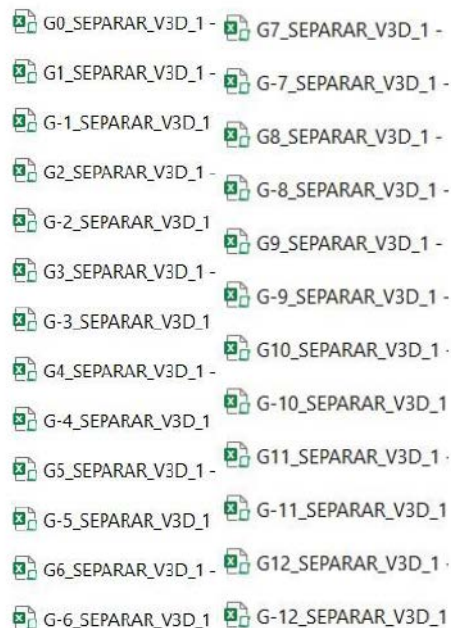 G0_SEPARAR_V3D_1 -
G1_SEPARAR_V3D_1 -
G-1_SEPARAR_V3D_1
G2_SEPARAR_V3D_1 -
G-2_SEPARAR_V3D_1
G3_SEPARAR_V3D_1 -
G-3_SEPARAR_V3D_1
G4_SEPARAR_V3D_1 -
G-4_SEPARAR_V3D_1
G5_SEPARAR_V3D_1 -
G-5_SEPARAR_V3D_1
G6_SEPARAR_V3D_1 -
G-6_SEPARAR_V3D_1
G7_SEPARAR_V3D_1 -
G-7_SEPARAR_V3D_1 -
G8_SEPARAR_V3D_1 -
G-8_SEPARAR_V3D_1 -
G9_SEPARAR_V3D_1 -
G-9_SEPARAR_V3D_1 -
G10_SEPARAR_V3D_1 -
G-10_SEPARAR_V3D_1
G11_SEPARAR_V3D_1 -
G-11_SEPARAR_V3D_1
G12_SEPARAR_V3D_1 -
G-12_SEPARAR_V3D_1